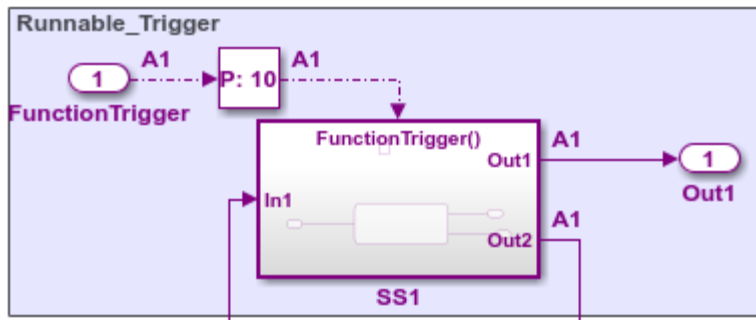 Runnable_Trigger
A1
A1
1
P: 10
FunctionTrigger
FunctionTrigger()
A1
Out1
1
In1
Out1
A1
Out2
SS1